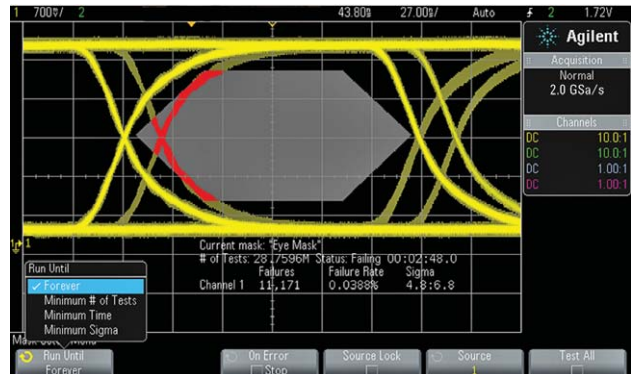 1 700♉/ 2 43.80§ 27.00§/ Auto ƒ 2 1.72V
Agilent
Acquisition
Normal
2.0 GSa/s
Channels
DC 10.0:1
DC 10.0:1
DC 1.00:1
DC 1.00:1
1
Current mask: "Eye Mask"
# of Tests: 28.7596M Status: Failing 00:02:48.0
Failures Failure Rate Sigma
Channel 1 11,171 0.0388% 4.8:6.8
Run Until
✓ Forever
Minimum # of Tests
Minimum Time
Minimum Sigma
Run Until
Forever
On Error
Stop
Source Lock
Source
1
Test All